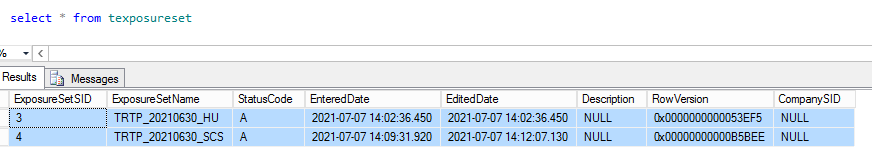 select * from texposureset
%
Results Messages
ExposureSetSID ExposureSetName StatusCode EnteredDate EditedDate Description RowVersion CompanySID
3 TRTP_20210630_HU A 2021-07-07 14:02:36.450 2021-07-07 14:02:36.450 NULL 0x000000000053EF5 NULL
4 TRTP_20210630_SCS A 2021-07-07 14:09:31.920 2021-07-07 14:12:07.130 NULL 0x00000000000B5BEE NULL